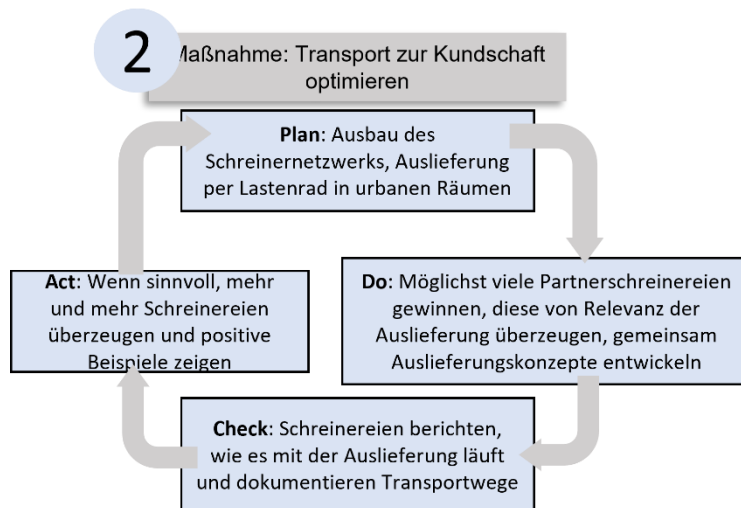 2
Maßnahme: Transport zur Kundschaft
optimieren
Plan: Ausbau des
Schreinernetzwerks, Auslieferung
per Lastenrad in urbanen Räumen
Do: Möglichst viele Partnerschreinereien
gewinnen, diese von Relevanz der
Auslieferung überzeugen, gemeinsam
Auslieferungskonzepte entwickeln
Check: Schreinereien berichten,
wie es mit der Auslieferung läuft
und dokumentieren Transportwege
Act: Wenn sinnvoll, mehr
und mehr Schreinereien
überzeugen und positive
Beispiele zeigen